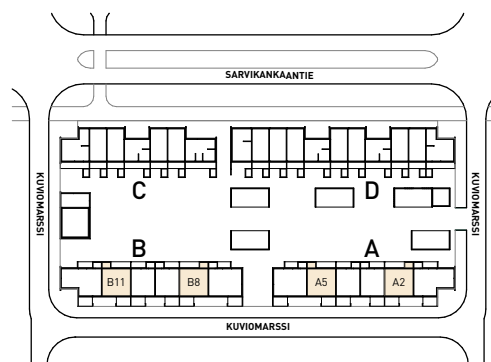 SARVIKANKAANTIE
KUVIOMARSSI
KUVIOMARSSI
C
D
B
A
B11
B8
A5
A2
KUVIOMARSSI